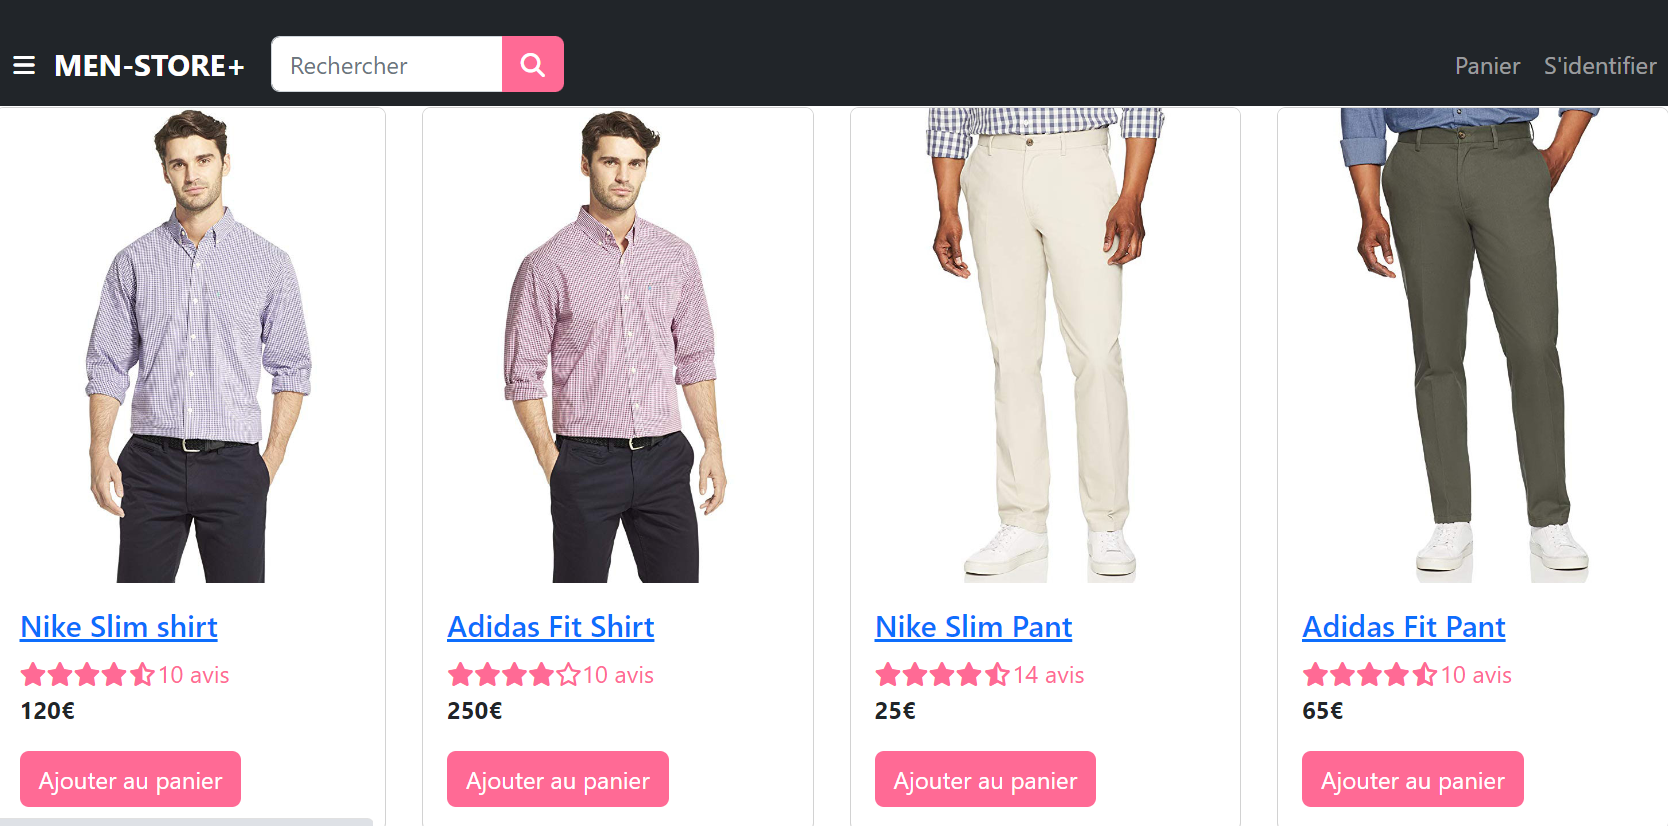 MEN-STORE+
Rechercher
Panier
S'identifier
Nike Slim shirt
10 avis
120€
Ajouter au panier
Adidas Fit Shirt
10 avis
250€
Ajouter au panier
Nike Slim Pant
14 avis
25€
Ajouter au panier
Adidas Fit Pant
10 avis
65€
Ajouter au panier